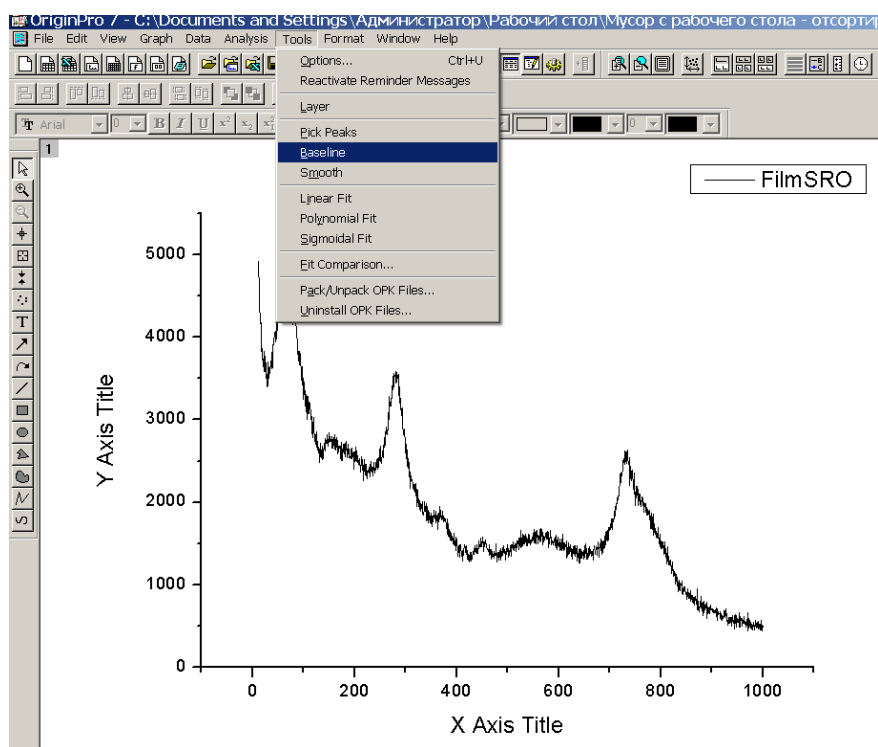 OriginPro 7 - C:\Documents and Settings\Администратор\Рабочий стол\Мусор с рабочего стола - отсортир
File Edit View Graph Data Analysis Tools Format Window Help
Options... Ctrl+U
Reactivate Reminder Messages
Layer
Pick Peaks
Baseline
Smooth
Linear Fit
Polynomial Fit
Sigmoidal Fit
Fit Comparison...
Pack/Unpack OPK Files...
Uninstall OPK Files...
Arial 0 B I U x² x₂ 0
1
FilmSRO
5000
4000
3000
2000
1000
0
Y Axis Title
0 200 400 600 800 1000
X Axis Title